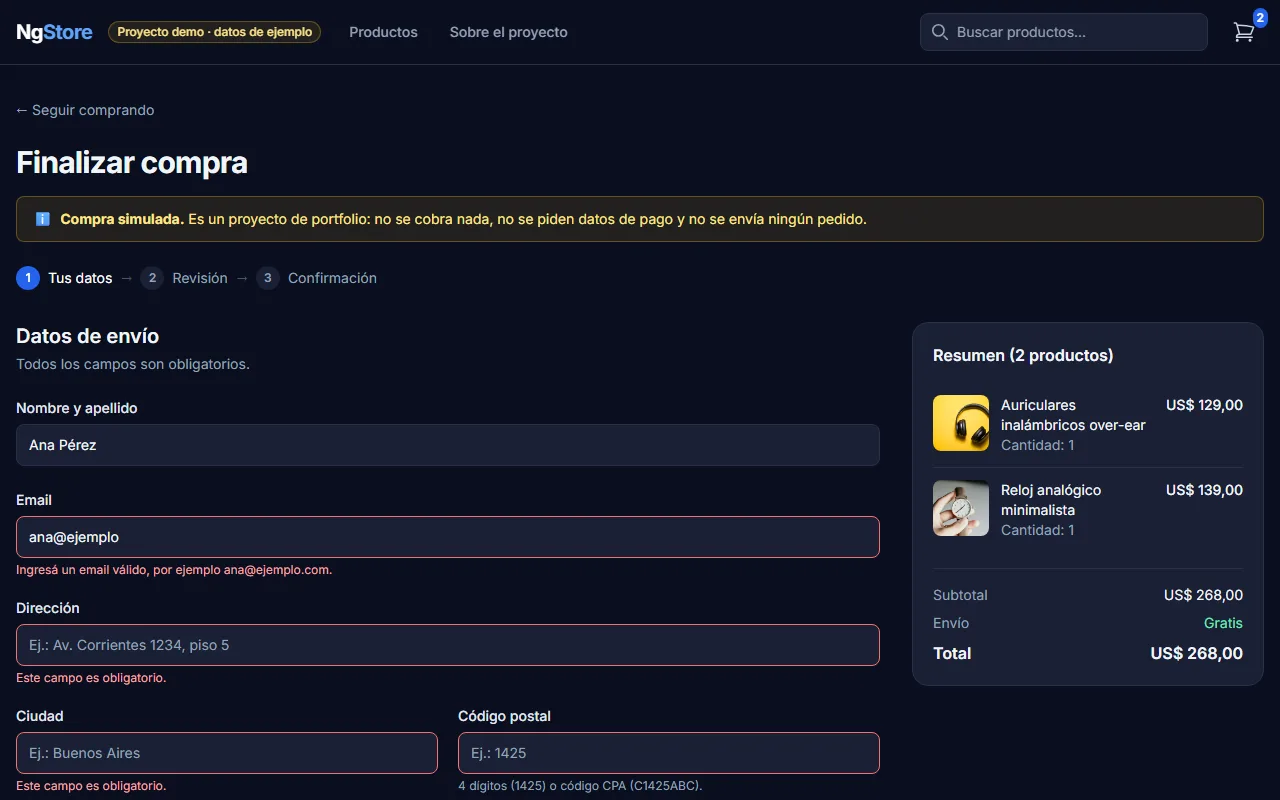 NgStore
Proyecto demo · datos de ejemplo
Productos
Sobre el proyecto
Buscar productos...
2
← Seguir comprando
Finalizar compra
Compra simulada. Es un proyecto de portfolio: no se cobra nada, no se piden datos de pago y no se envía ningún pedido.
1 Tus datos → 2 Revisión → 3 Confirmación
Datos de envío
Todos los campos son obligatorios.
Nombre y apellido
Ana Pérez
Email
ana@ejemplo
Ingresá un email válido, por ejemplo ana@ejemplo.com.
Dirección
Ej.: Av. Corrientes 1234, piso 5
Este campo es obligatorio.
Ciudad
Ej.: Buenos Aires
Este campo es obligatorio.
Código postal
Ej.: 1425
4 dígitos (1425) o código CPA (C1425ABC).
Resumen (2 productos)
Auriculares
inalámbricos over-ear
Cantidad: 1
US$ 129,00
Reloj analógico
minimalista
Cantidad: 1
US$ 139,00
Subtotal US$ 268,00
Envío Gratis
Total US$ 268,00